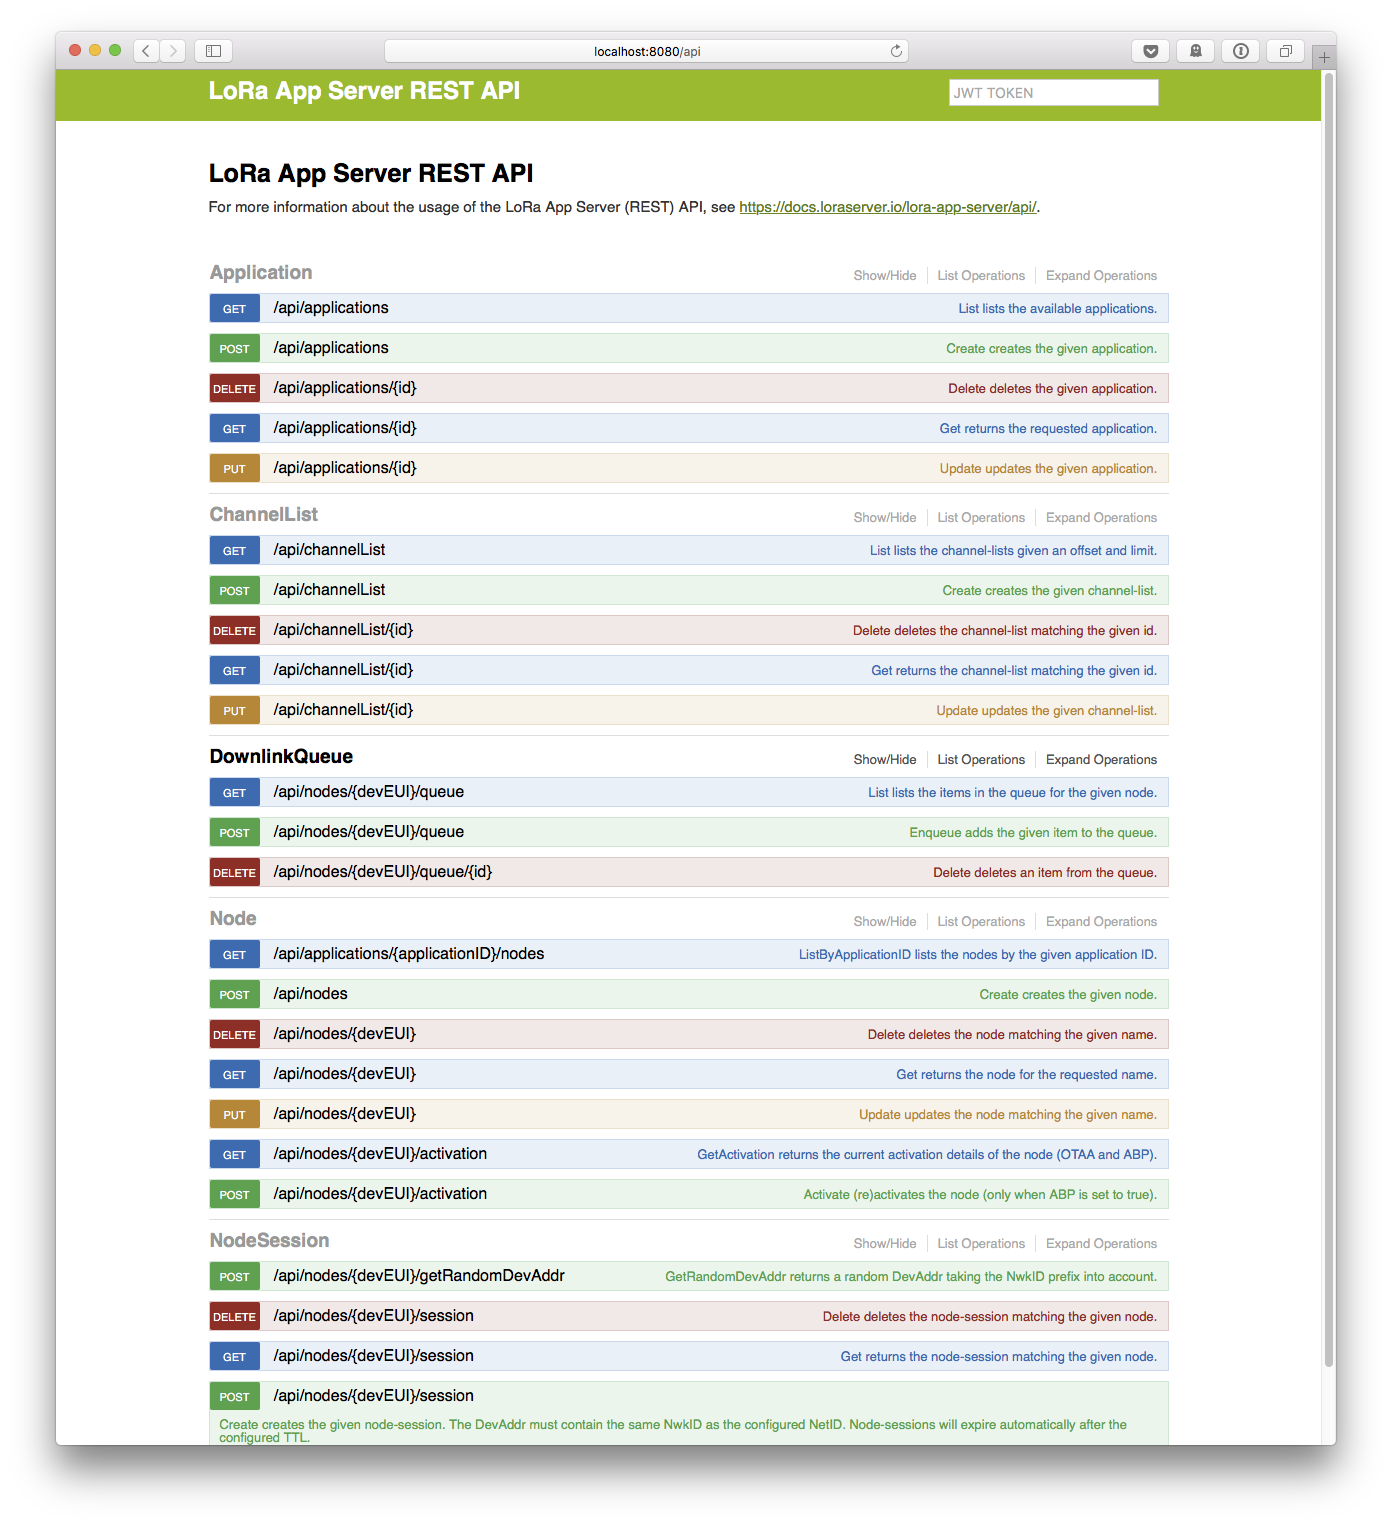 localhost:8080/api
LoRa App Server REST API
JWT TOKEN
LoRa App Server REST API
For more information about the usage of the LoRa App Server (REST) API, see https://docs.loraserver.io/lora-app-server/api/.
Application Show/Hide List Operations Expand Operations
GET /api/applications List lists the available applications.
POST /api/applications Create creates the given application.
DELETE /api/applications/{id} Delete deletes the given application.
GET /api/applications/{id} Get returns the requested application.
PUT /api/applications/{id} Update updates the given application.
ChannelList Show/Hide List Operations Expand Operations
GET /api/channelList List lists the channel-lists given an offset and limit.
POST /api/channelList Create creates the given channel-list.
DELETE /api/channelList/{id} Delete deletes the channel-list matching the given id.
GET /api/channelList/{id} Get returns the channel-list matching the given id.
PUT /api/channelList/{id} Update updates the given channel-list.
DownlinkQueue Show/Hide List Operations Expand Operations
GET /api/nodes/{devEUI}/queue List lists the items in the queue for the given node.
POST /api/nodes/{devEUI}/queue Enqueue adds the given item to the queue.
DELETE /api/nodes/{devEUI}/queue/{id} Delete deletes an item from the queue.
Node Show/Hide List Operations Expand Operations
GET /api/applications/{applicationID}/nodes ListByApplicationID lists the nodes by the given application ID.
POST /api/nodes Create creates the given node.
DELETE /api/nodes/{devEUI} Delete deletes the node matching the given name.
GET /api/nodes/{devEUI} Get returns the node for the requested name.
PUT /api/nodes/{devEUI} Update updates the node matching the given name.
GET /api/nodes/{devEUI}/activation GetActivation returns the current activation details of the node (OTAA and ABP).
POST /api/nodes/{devEUI}/activation Activate (re)activates the node (only when ABP is set to true).
NodeSession Show/Hide List Operations Expand Operations
POST /api/nodes/{devEUI}/getRandomDevAddr GetRandomDevAddr returns a random DevAddr taking the NwkID prefix into account.
DELETE /api/nodes/{devEUI}/session Delete deletes the node-session matching the given node.
GET /api/nodes/{devEUI}/session Get returns the node-session matching the given node.
POST /api/nodes/{devEUI}/session
Create creates the given node-session. The DevAddr must contain the same NwkID as the configured NetID. Node-sessions will expire automatically after the
configured TTL.